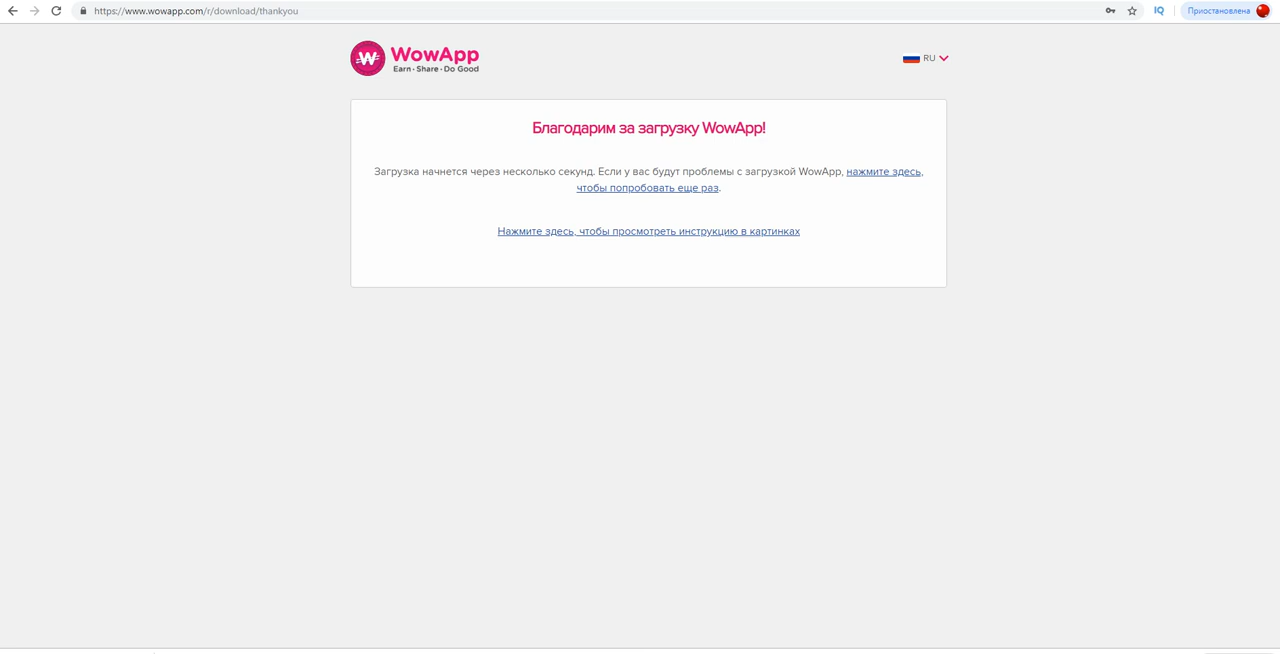 https://www.wowapp.com/r/download/thankyou
IQ
Приостановлена
W WowApp
Earn · Share · Do Good
RU
Благодарим за загрузку WowApp!
Загрузка начнется через несколько секунд. Если у вас будут проблемы с загрузкой WowApp, нажмите здесь,
чтобы попробовать еще раз.
Нажмите здесь, чтобы просмотреть инструкцию в картинках